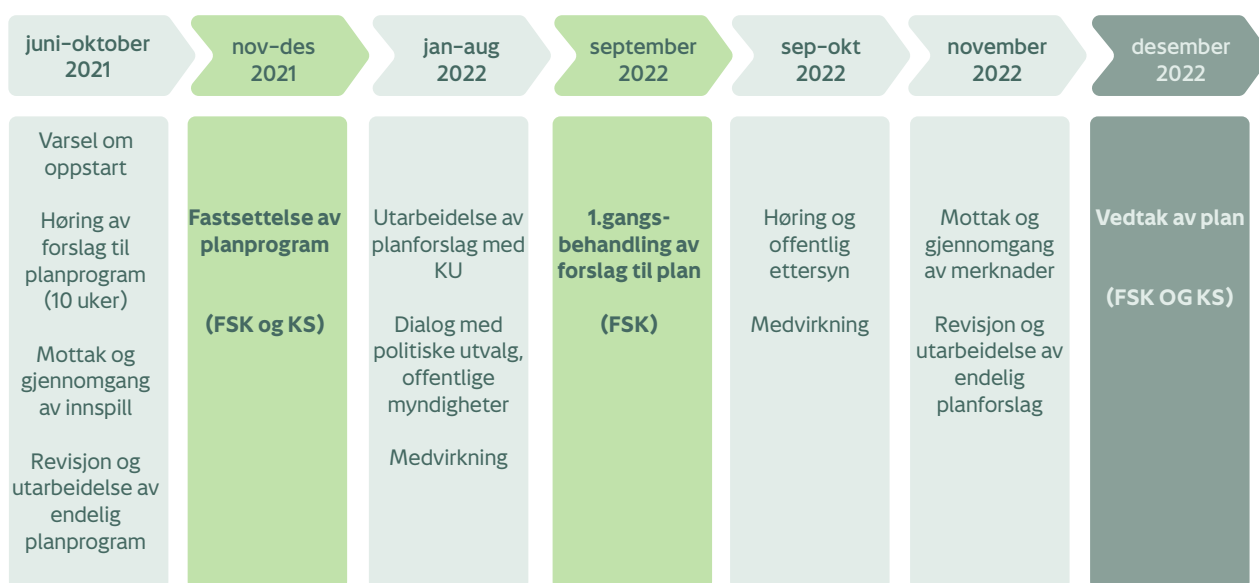 juni–oktober
2021
nov–des
2021
jan–aug
2022
september
2022
sep–okt
2022
november
2022
desember
2022
Varsel om
oppstart
Høring av
forslag til
planprogram
(10 uker)
Mottak og
gjennomgang
av innspill
Revisjon og
utarbeidelse av
endelig
planprogram
Fastsettelse av
planprogram
(FSK og KS)
Utarbeidelse av
planforslag med
KU
Dialog med
politiske utvalg,
offentlige
myndigheter
Medvirkning
1.gangs-
behandling av
forslag til plan
(FSK)
Høring og
offentlig
ettersyn
Medvirkning
Mottak og
gjennomgang
av merknader
Revisjon og
utarbeidelse av
endelig
planforslag
Vedtak av plan
(FSK OG KS)